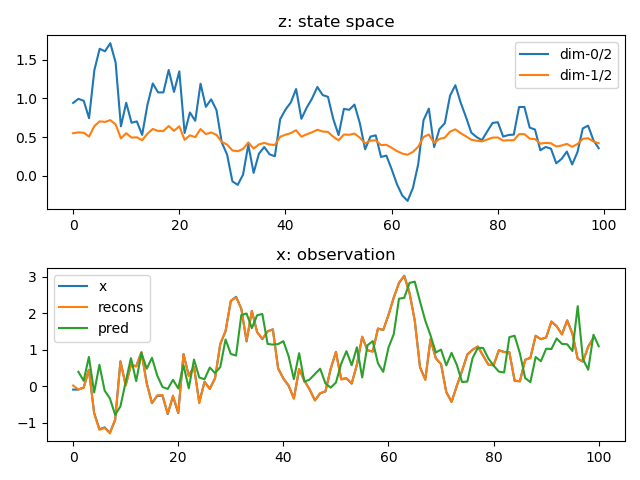 z: state space
1.5
1.0
0.5
0.0
dim-0/2
dim-1/2
0 20 40 60 80 100
x: observation
3
2
1
0
−1
x
recons
pred
0 20 40 60 80 100